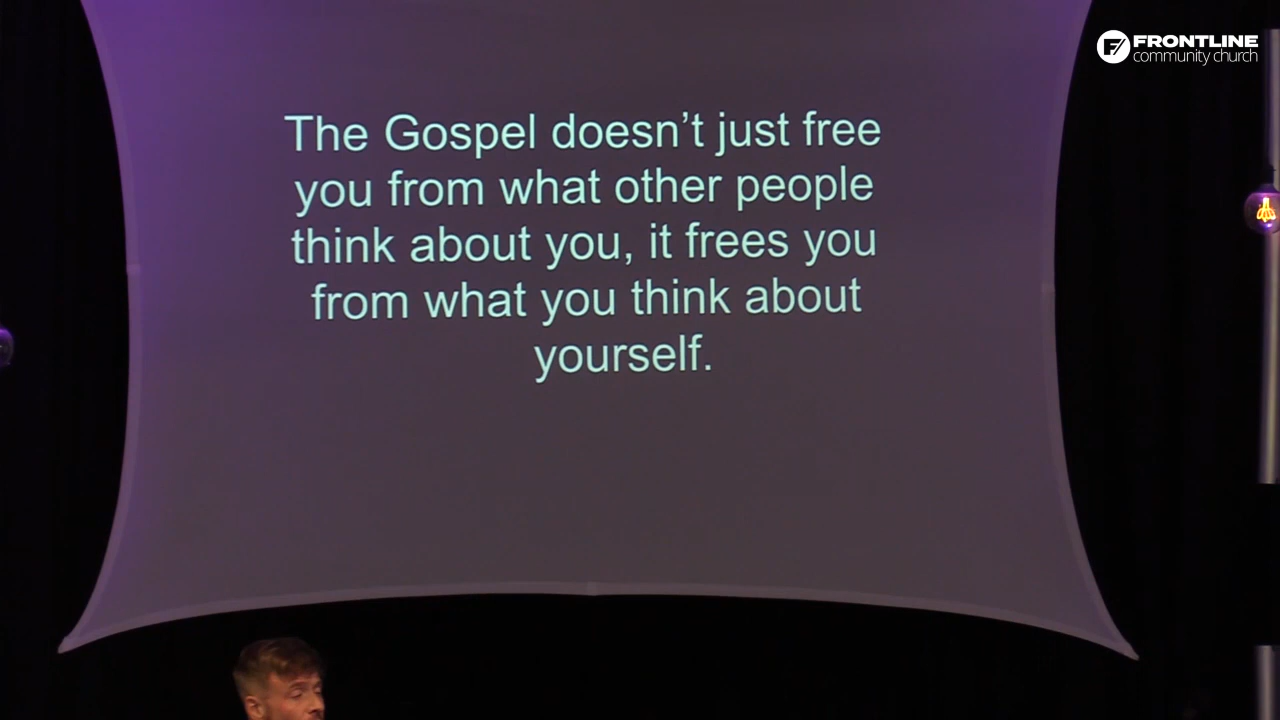 FRONTLINE
community church
The Gospel doesn't just free
you from what other people
think about you, it frees you
from what you think about
yourself.